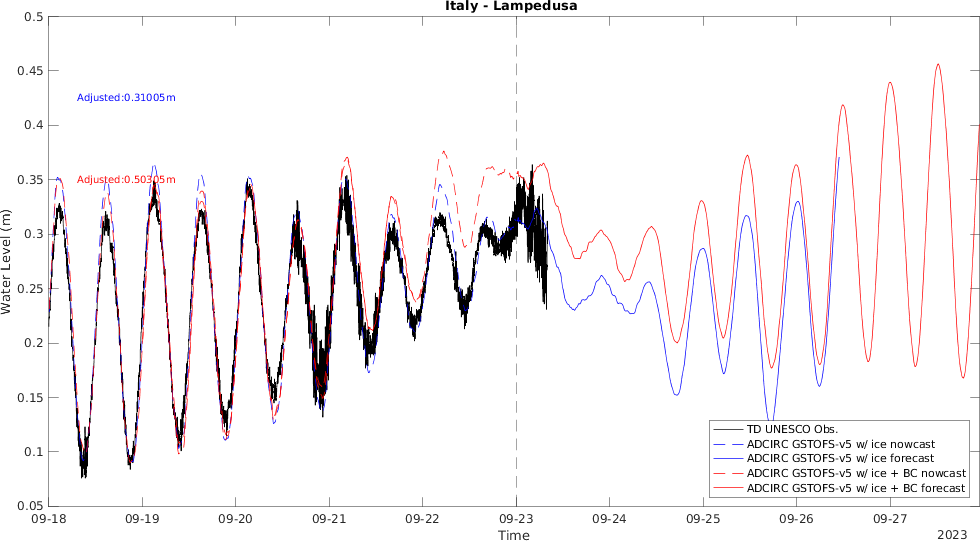 Italy - Lampedusa
0.5
0.45
0.4
0.35
0.3
0.25
0.2
0.15
0.1
0.05
Water Level (m)
Adjusted:0.31005m
Adjusted:0.50305m
TD UNESCO Obs.
ADCIRC GSTOFS-v5 w/ ice nowcast
ADCIRC GSTOFS-v5 w/ ice forecast
ADCIRC GSTOFS-v5 w/ ice + BC nowcast
ADCIRC GSTOFS-v5 w/ ice + BC forecast
09-18 09-19 09-20 09-21 09-22 09-23 09-24 09-25 09-26 09-27
Time
2023